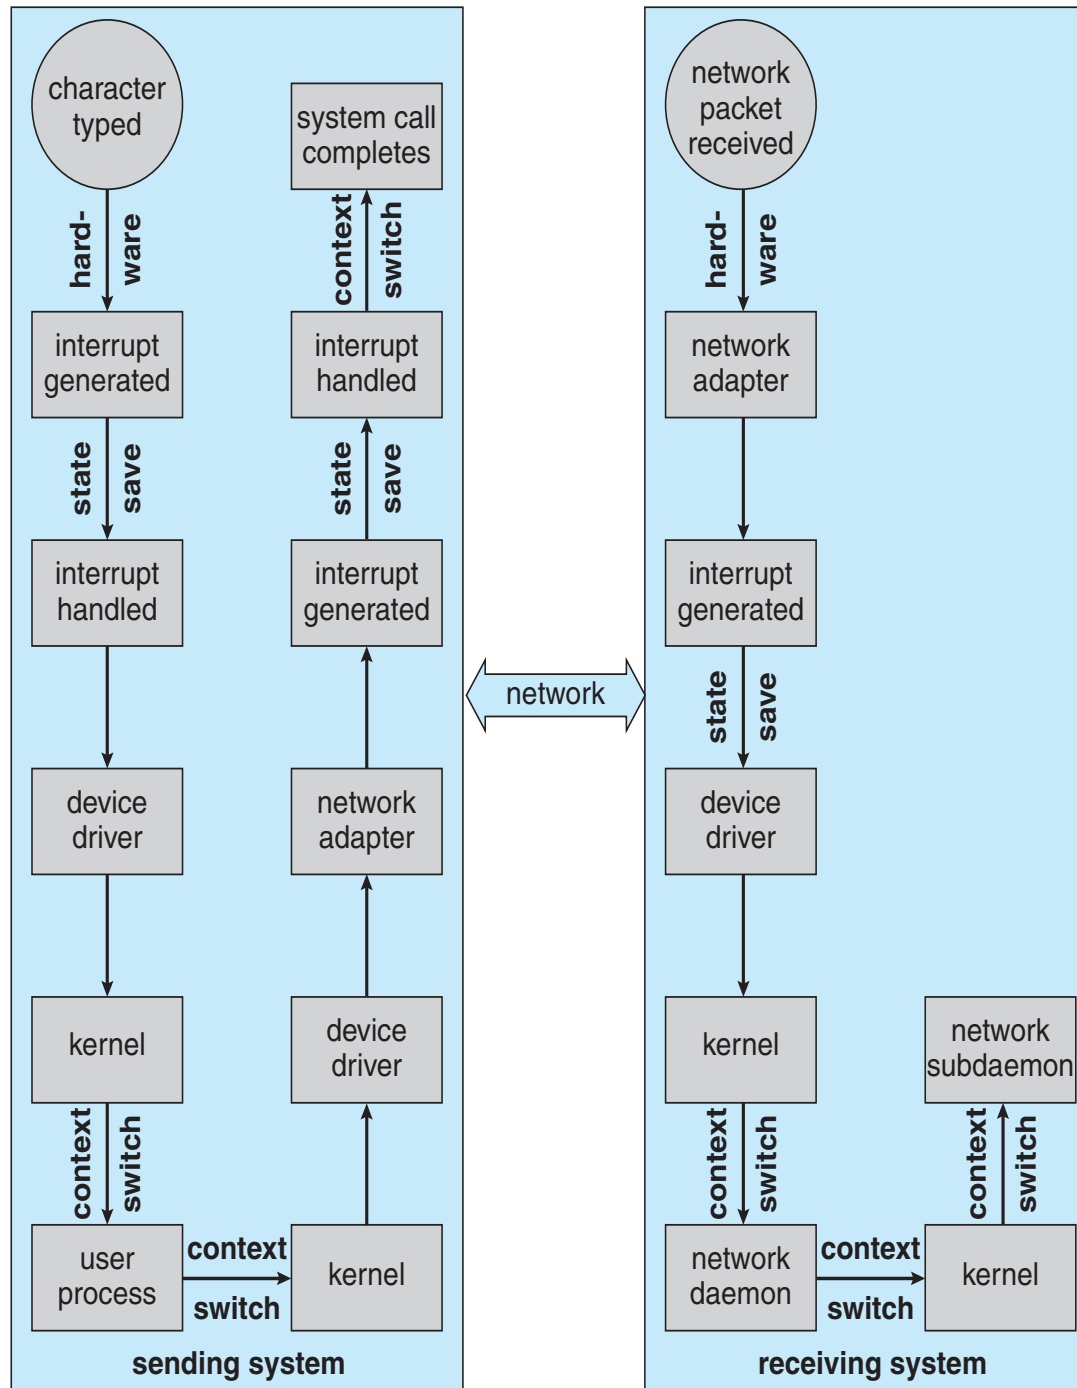 character
typed
hard-
ware
interrupt
generated
state
save
interrupt
handled
device
driver
kernel
context
switch
user
process
context
switch
kernel
device
driver
network
adapter
interrupt
generated
state
save
interrupt
handled
context
switch
system call
completes
sending system
network
network
packet
received
hard-
ware
network
adapter
interrupt
generated
state
save
device
driver
kernel
context
switch
network
daemon
context
switch
kernel
context
switch
network
subdaemon
receiving system